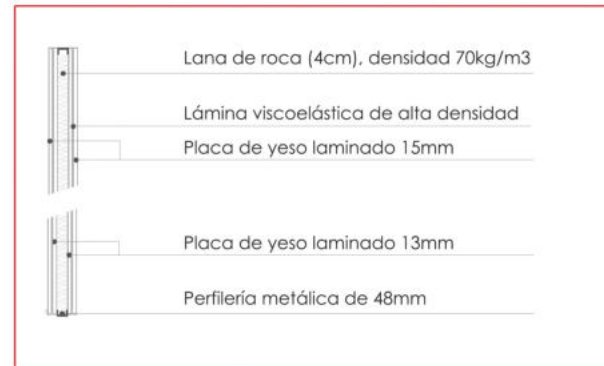 Lana de roca (4cm), densidad 70kg/m3
Lámina viscoelástica de alta densidad
Placa de yeso laminado 15mm
Placa de yeso laminado 13mm
Perfilería metálica de 48mm